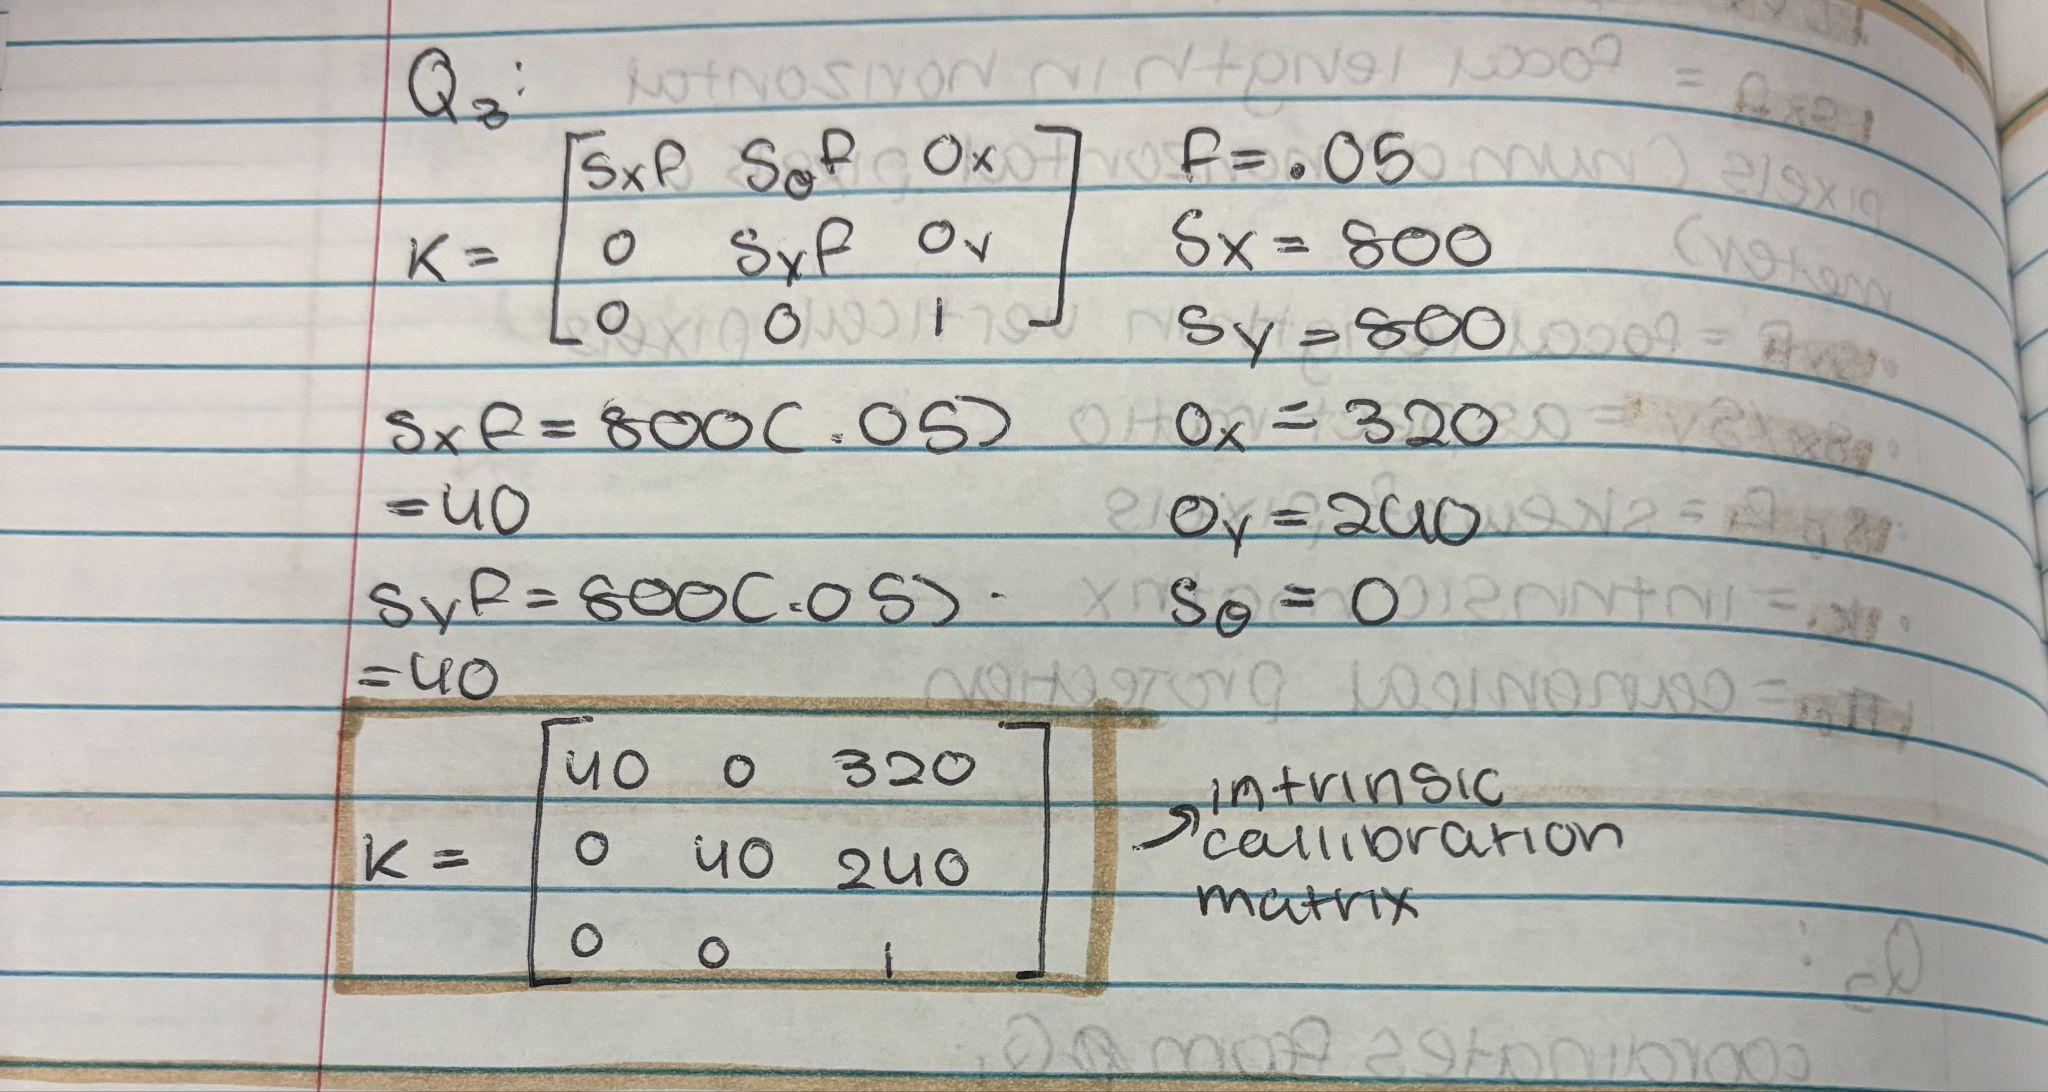 Q3:
K = [ Sxf Sθf Ox
0 Syf Oy
0 0 1 ]
f = .05
Sx = 800
Sy = 800
Ox = 320
Oy = 240
Sθ = 0
Sxf = 800(.05)
= 40
Syf = 800(.05)
= 40
K = [ 40 0 320
0 40 240
0 0 1 ]
intrinsic
callibration
matrix